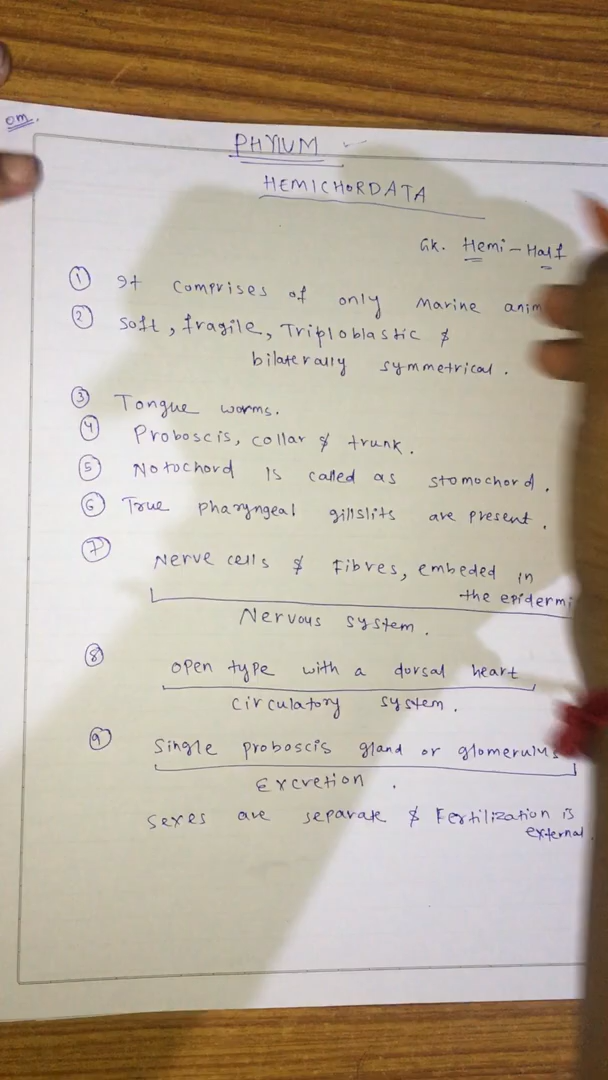 om.
PHYlUM
HEMICHORDATA
Gk. Hemi - Half
① It comprises of only Marine
② Soft, fragile, Triploblastic &
bilaterally symmetrical.
③ Tongue worms.
④ Proboscis, collar & trunk.
⑤ Notochord Is called as stomochord.
⑥ True pharyngeal gillslits are present.
⑦ Nerve cells & Fibres, embeded in
the
Nervous system.
⑧ open type with a dorsal heart
circulatory system.
⑨ Single proboscis gland or glomerulus
Excretion.
Sexes are separate & Fertilization is
external.